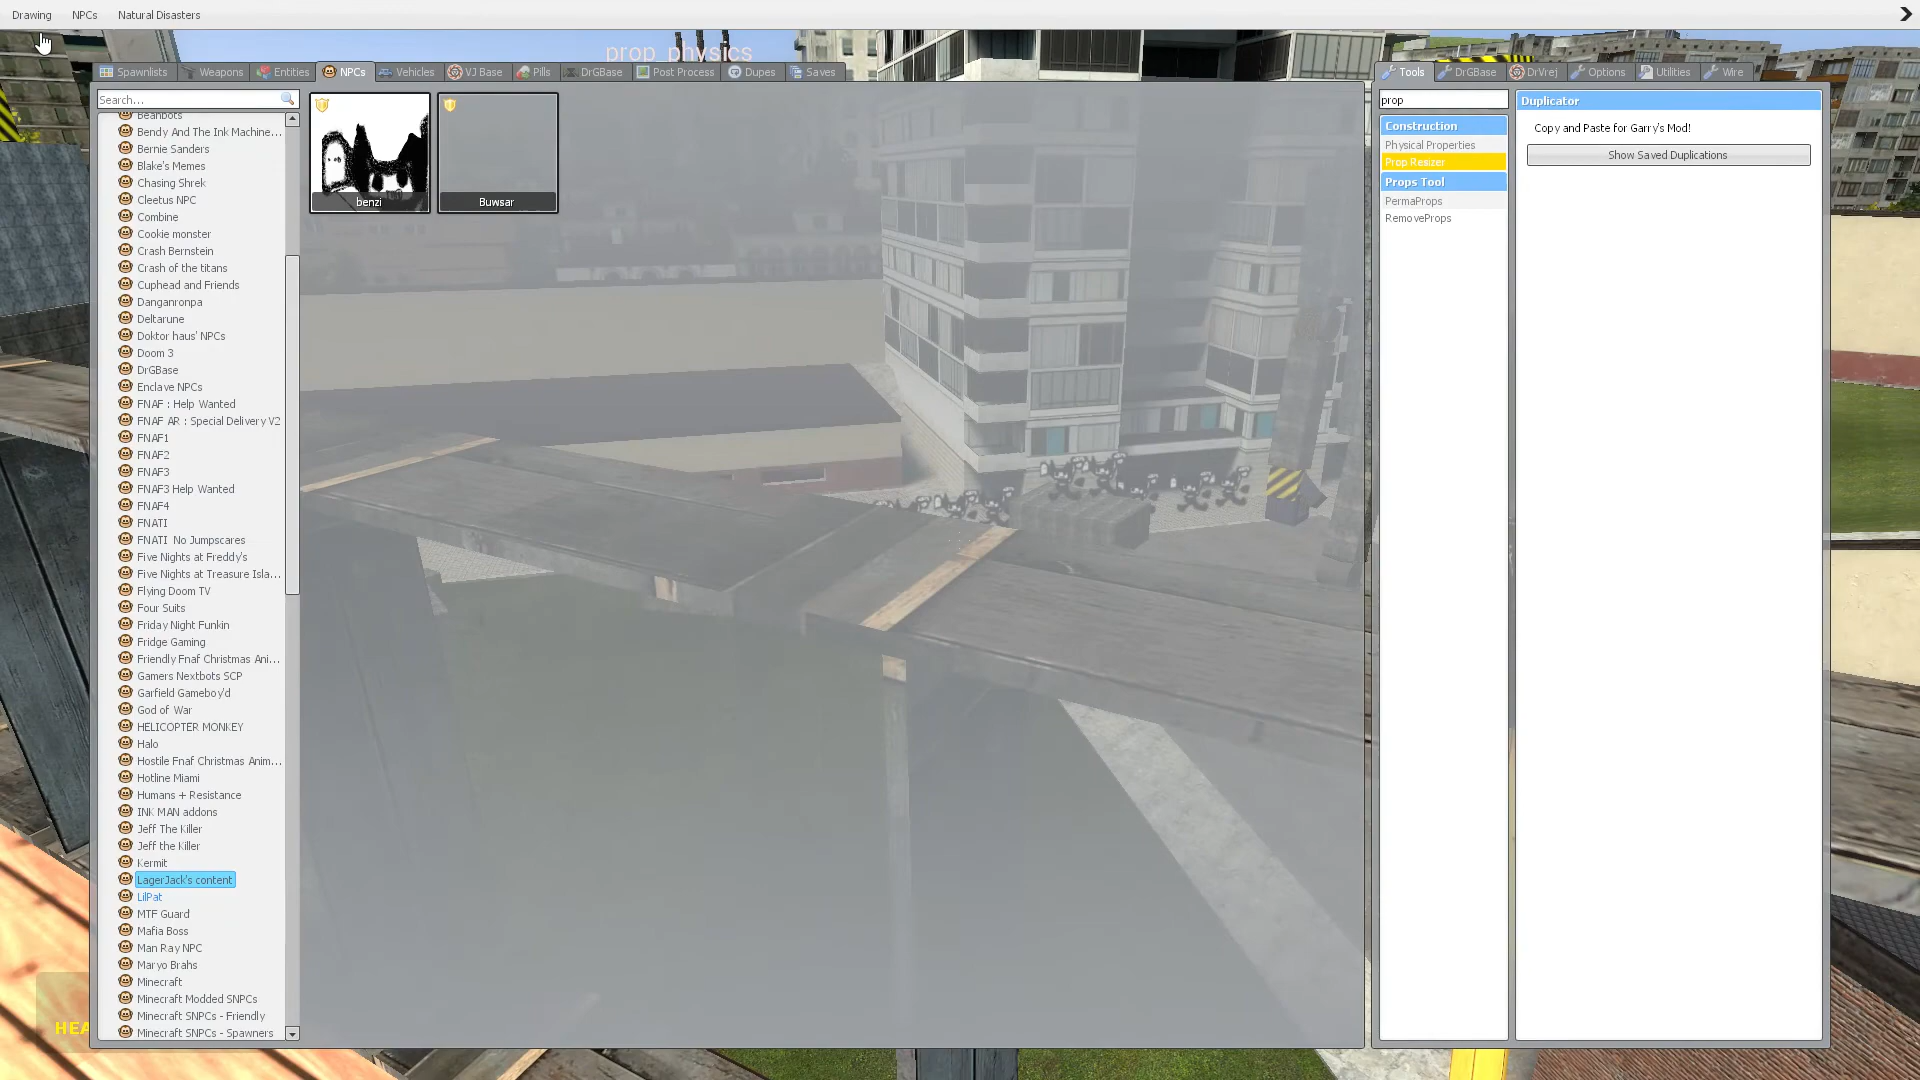 Drawing NPCs Natural Disasters
prop_physics
Spawnlists Weapons Entities NPCs Vehicles VJ Base Pills DrGBase Post Process Dupes Saves
Tools DrGBase DrVrej Options Utilities Wire
Search...
Beanbots
Bendy And The Ink Machine...
Bernie Sanders
Blake's Memes
Chasing Shrek
Cleetus NPC
Combine
Cookie monster
Crash Bernstein
Crash of the titans
Cuphead and Friends
Danganronpa
Deltarune
Doktor haus' NPCs
Doom 3
DrGBase
Enclave NPCs
FNAF : Help Wanted
FNAF AR : Special Delivery V2
FNAF1
FNAF2
FNAF3
FNAF3 Help Wanted
FNAF4
FNATI
FNATI No Jumpscares
Five Nights at Freddy's
Five Nights at Treasure Isla...
Flying Doom TV
Four Suits
Friday Night Funkin
Fridge Gaming
Friendly Fnaf Christmas Ani...
Gamers Nextbots SCP
Garfield Gameboy'd
God of War
HELICOPTER MONKEY
Halo
Hostile Fnaf Christmas Anim...
Hotline Miami
Humans + Resistance
INK MAN addons
Jeff The Killer
Jeff the Killer
Kermit
LagerJack's content
LilPat
MTF Guard
Mafia Boss
Man Ray NPC
Maryo Brahs
Minecraft
Minecraft Modded SNPCs
Minecraft SNPCs - Friendly
Minecraft SNPCs - Spawners
benzi
Buwsar
prop
Construction
Physical Properties
Prop Resizer
Props Tool
PermaProps
RemoveProps
Duplicator
Copy and Paste for Garry's Mod!
Show Saved Duplications
HEA